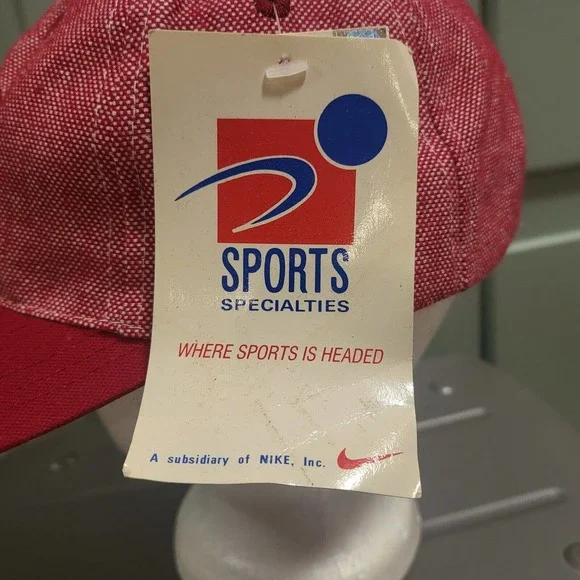 SPORTS
SPECIALTIES
WHERE SPORTS IS HEADED
A subsidiary of NIKE, Inc.